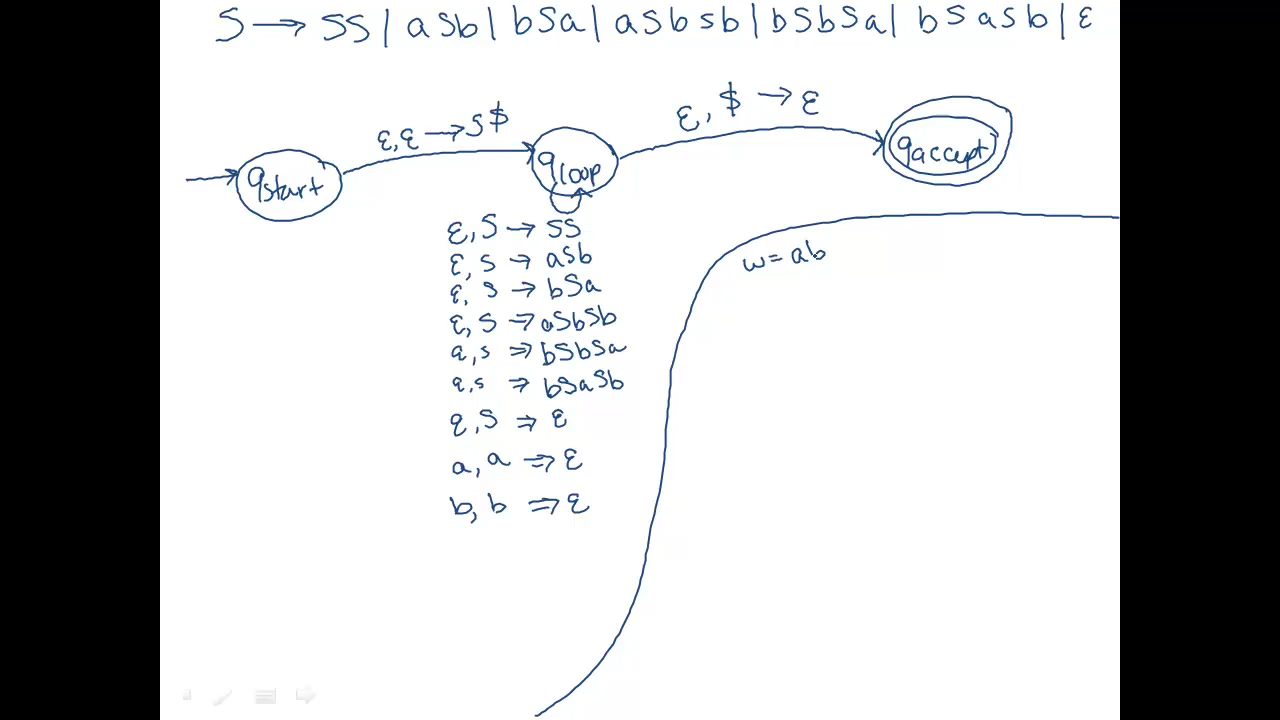 S → SS | aSb | bSa | aSbSb | bSbSa | bSaSb | ε
ε, ε → S$
ε, $ → ε
qstart
qloop
qaccept
ε, S → SS
ε, S → aSb
ε, S → bSa
ε, S → aSbSb
ε, S → bSbSa
ε, S → bSaSb
ε, S → ε
a, a → ε
b, b → ε
w = ab